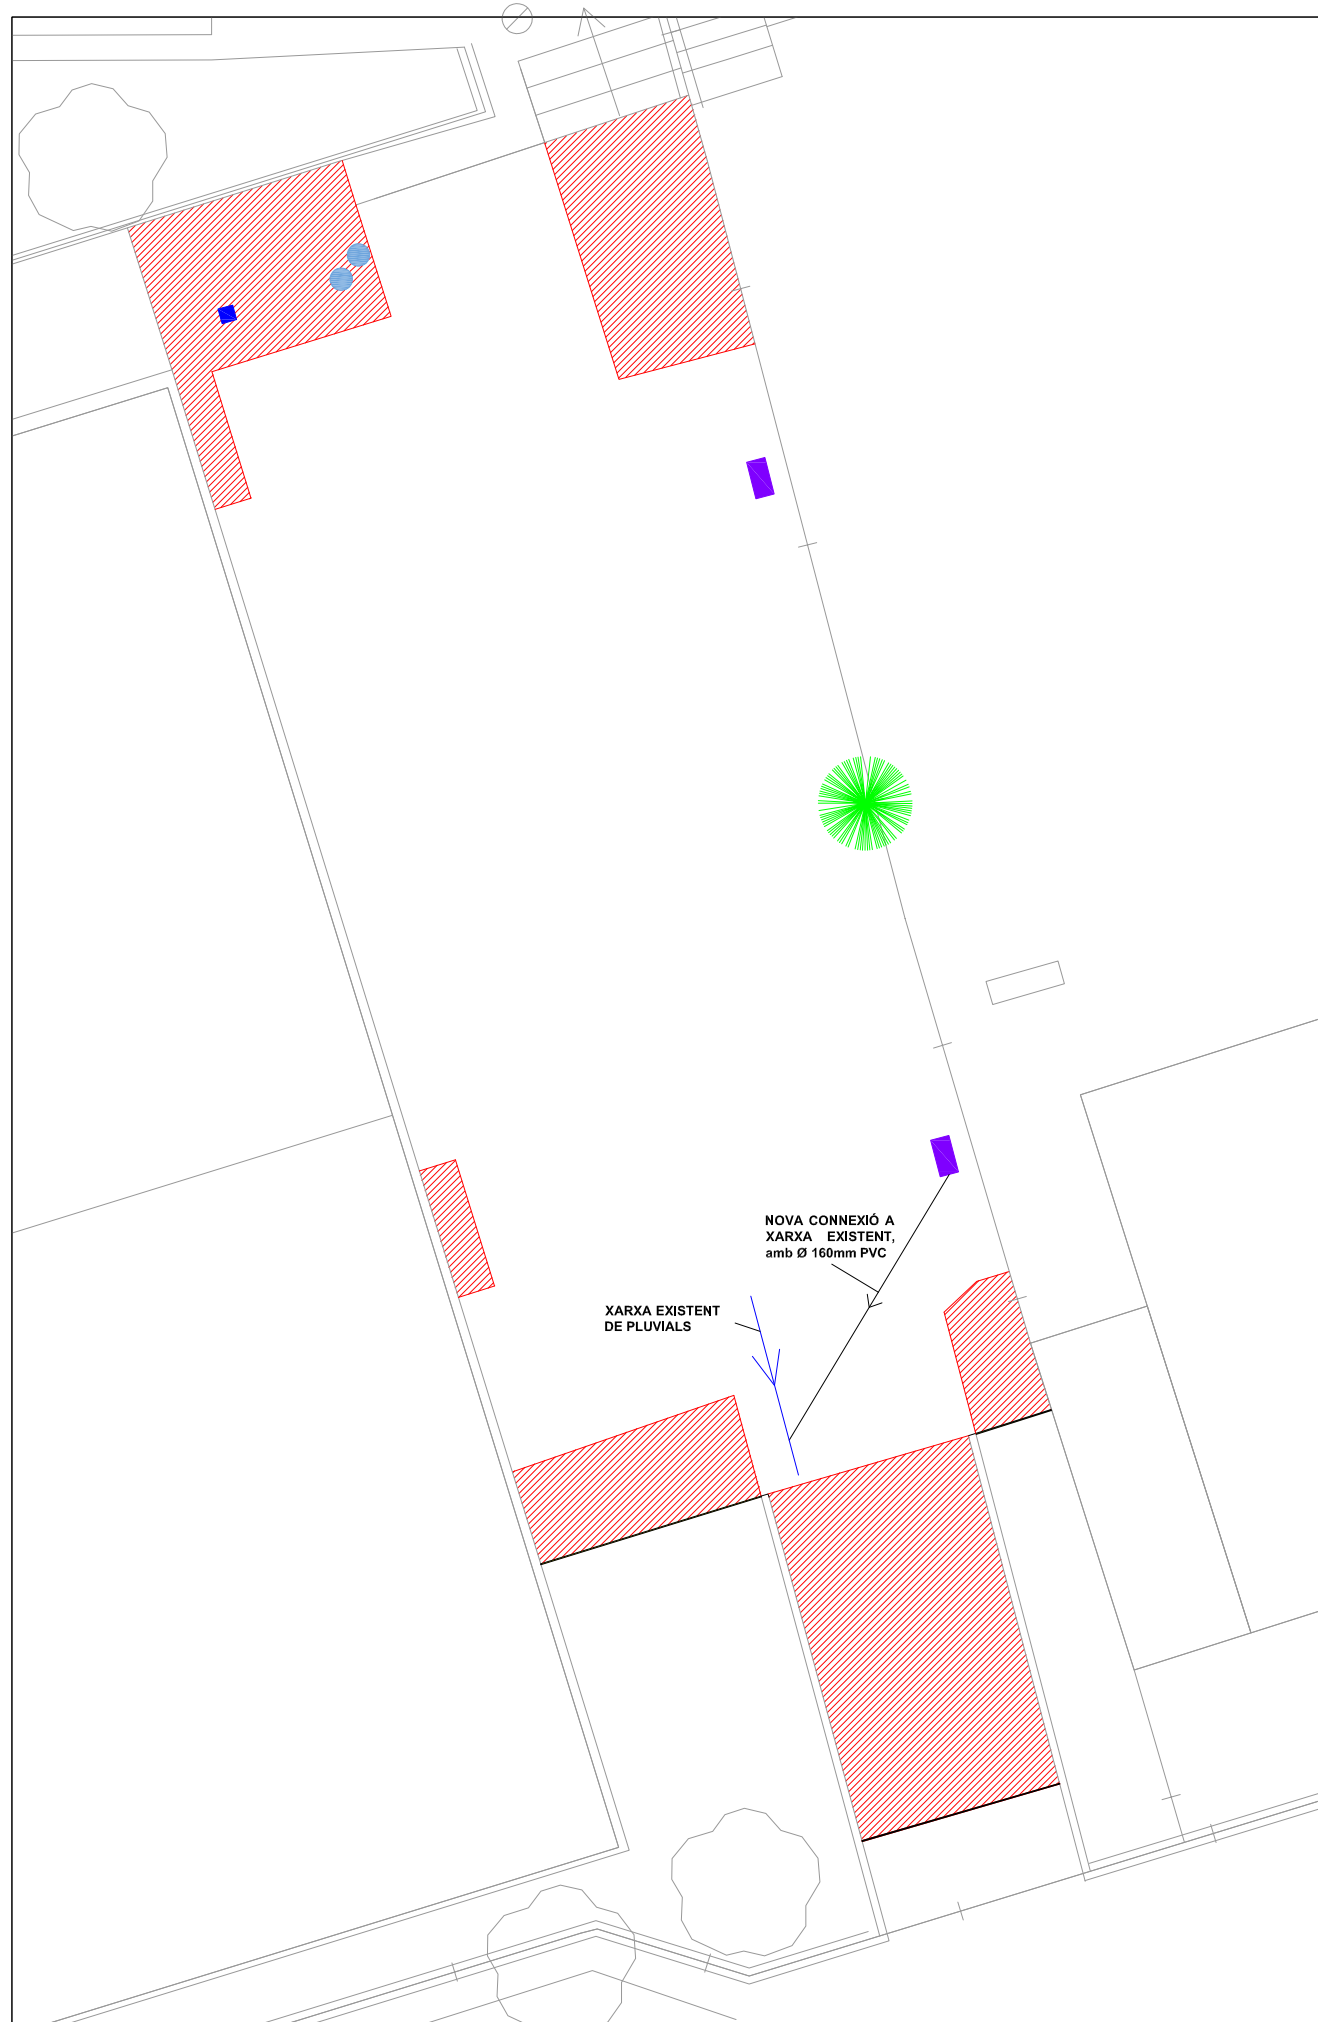 NOVA CONNEXIÓ A
XARXA EXISTENT,
amb Ø 160mm PVC
XARXA EXISTENT
DE PLUVIALS